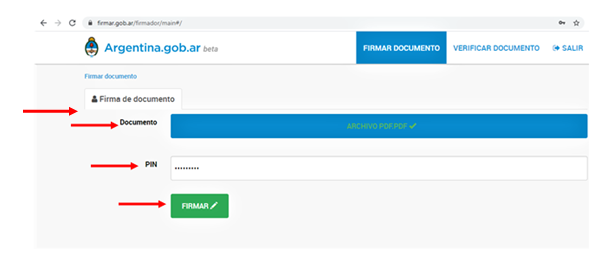 firmar.gob.ar/firmador/main#/
Argentina.gob.ar beta
FIRMAR DOCUMENTO
VERIFICAR DOCUMENTO
SALIR
Firmar documento
Firma de documento
Documento
ARCHIVO PDF.PDF ✓
PIN
•••••••••
FIRMAR